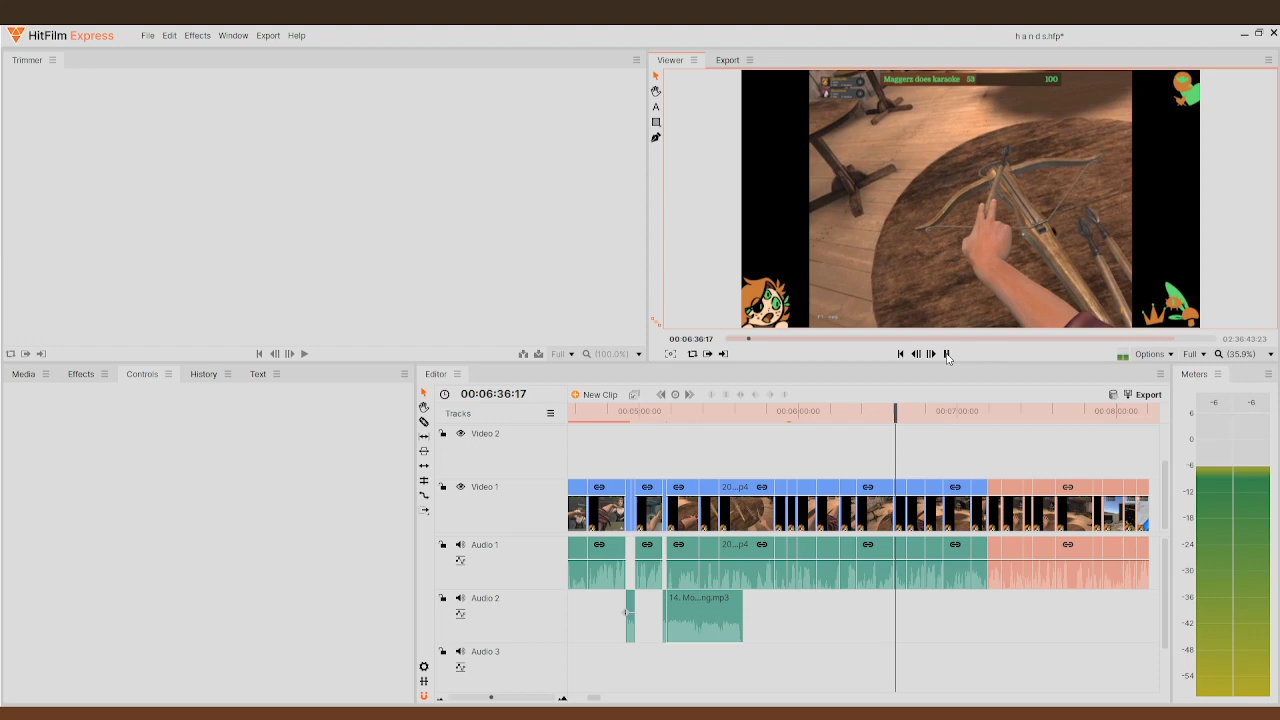 HitFilm Express
File Edit Effects Window Export Help
h a n d s.hfp*
Trimmer
Viewer Export
Maggerz does karaoke 53 100
00:06:36:17 02:36:43:23
Full (100.0%)
Options Full (35.9%)
Media Effects Controls History Text
Editor
Meters
00:06:36:17 New Clip Export
-6 -6
Tracks
00:05:00:00 00:06:00:00 00:07:00:00 00:08:00:00
6
0
-6
-12
-18
-24
-30
-36
-42
-48
-54
Video 2
Video 1
20...p4
Audio 1
20...p4
Audio 2
14. Mo...ng.mp3
Audio 3